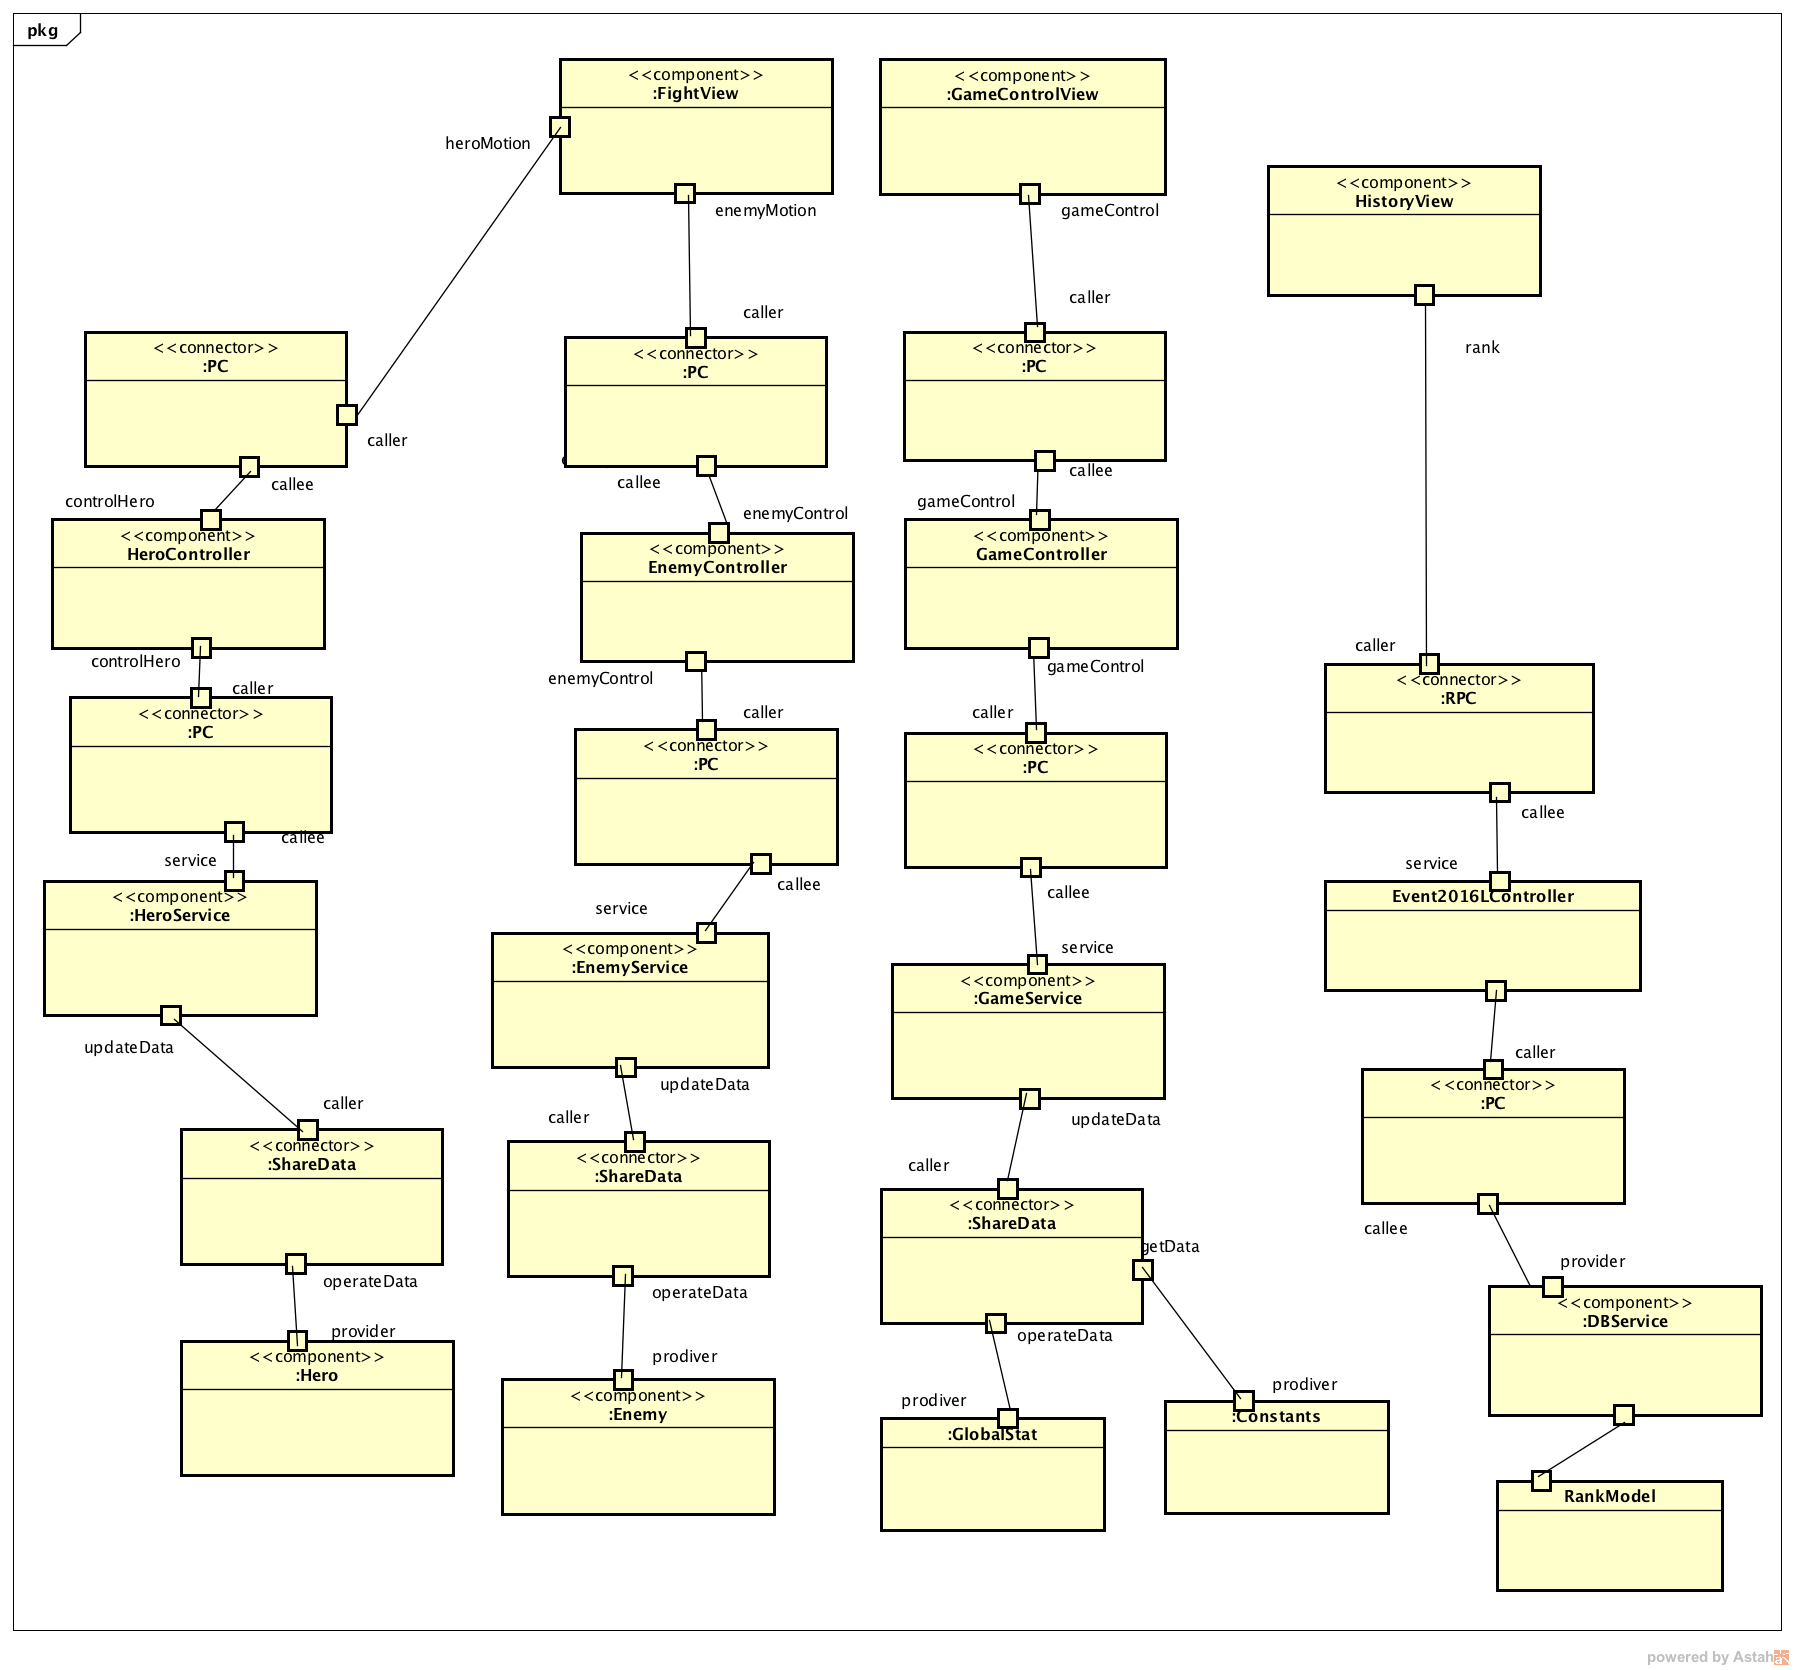 pkg
<<component>>
:FightView
heroMotion
enemyMotion
<<component>>
:GameControlView
gameControl
<<component>>
HistoryView
rank
<<connector>>
:PC
caller
callee
caller
<<connector>>
:PC
callee
caller
<<connector>>
:PC
callee
controlHero
<<component>>
HeroController
controlHero
enemyControl
<<component>>
EnemyController
enemyControl
gameControl
<<component>>
GameController
gameControl
caller
<<connector>>
:RPC
callee
caller
<<connector>>
:PC
callee
caller
<<connector>>
:PC
callee
caller
<<connector>>
:PC
callee
service
<<component>>
:HeroService
updateData
service
<<component>>
:EnemyService
updateData
service
<<component>>
:GameService
updateData
service
Event2016LController
caller
<<connector>>
:PC
callee
caller
<<connector>>
:ShareData
operateData
caller
<<connector>>
:ShareData
operateData
caller
<<connector>>
:ShareData
getData
operateData
provider
<<component>>
:DBService
provider
<<component>>
:Hero
prodiver
<<component>>
:Enemy
prodiver
:GlobalStat
prodiver
:Constants
RankModel
powered by Astah